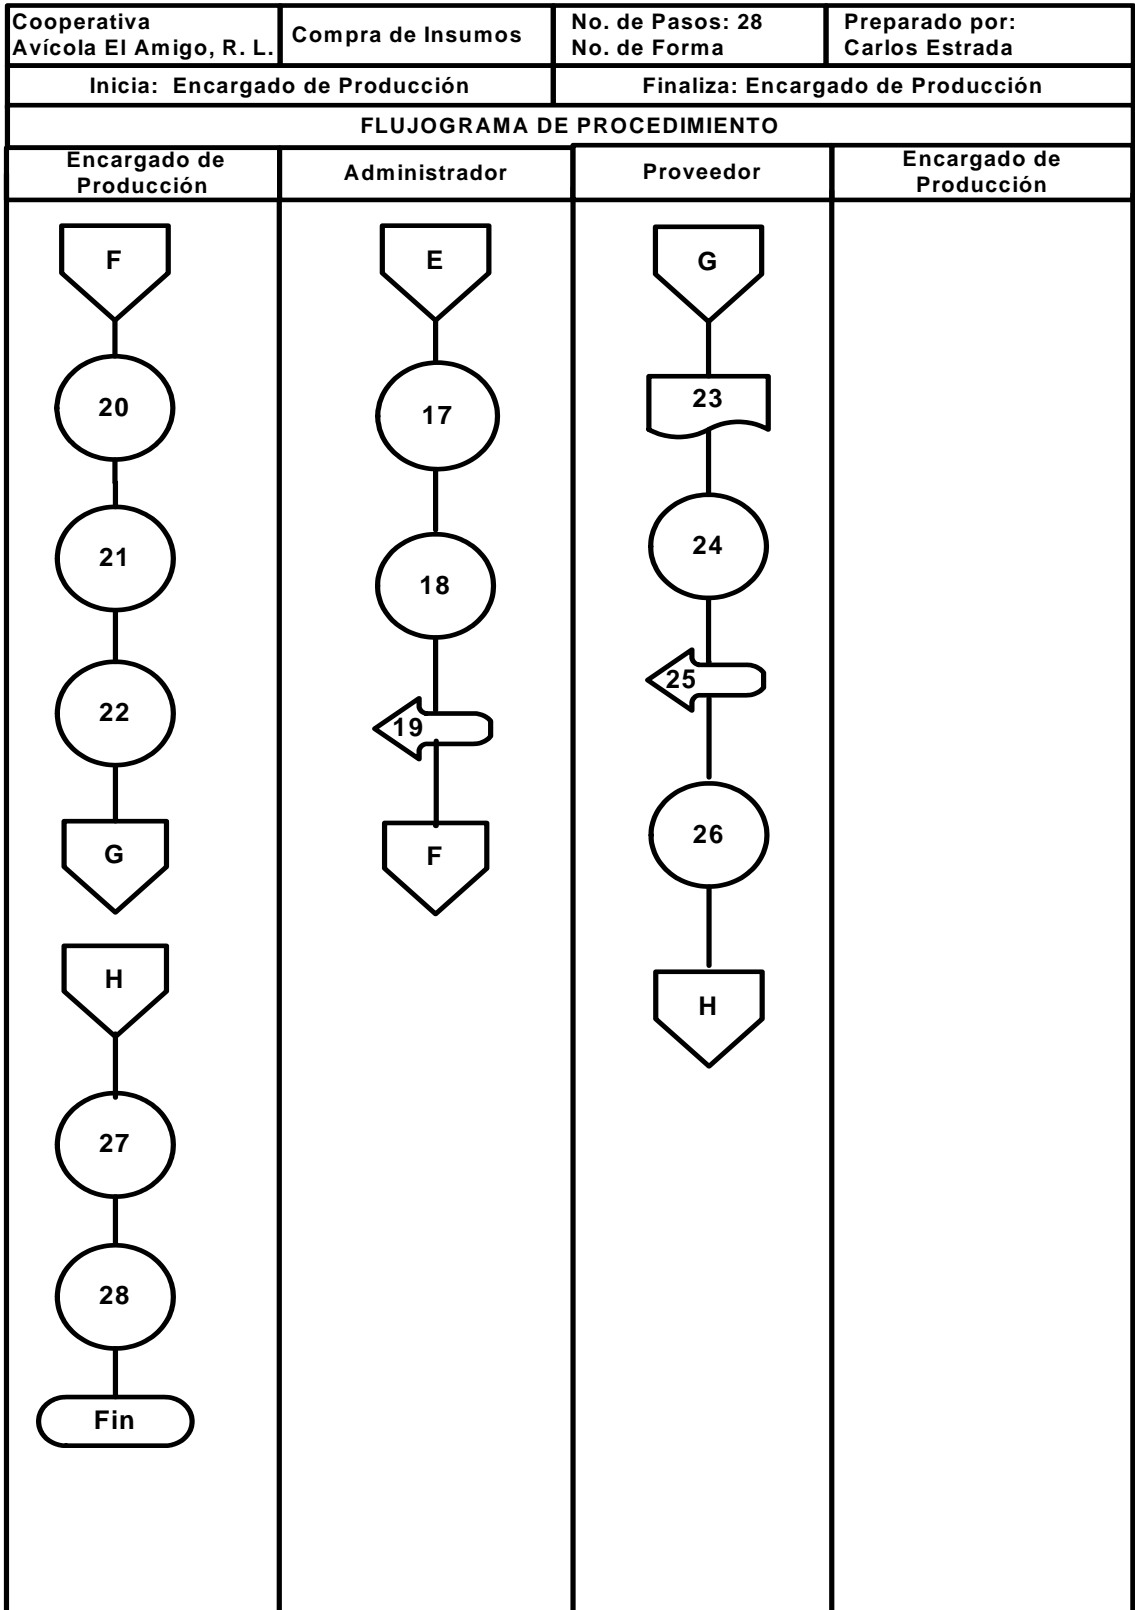 Cooperativa
Avícola El Amigo, R. L.
Compra de Insumos
No. de Pasos: 28
No. de Forma
Preparado por:
Carlos Estrada
Inicia: Encargado de Producción
Finaliza: Encargado de Producción
FLUJOGRAMA DE PROCEDIMIENTO
Encargado de
Producción
Administrador
Proveedor
Encargado de
Producción
F
20
21
22
G
H
27
28
Fin
E
17
18
19
F
G
23
24
25
26
H